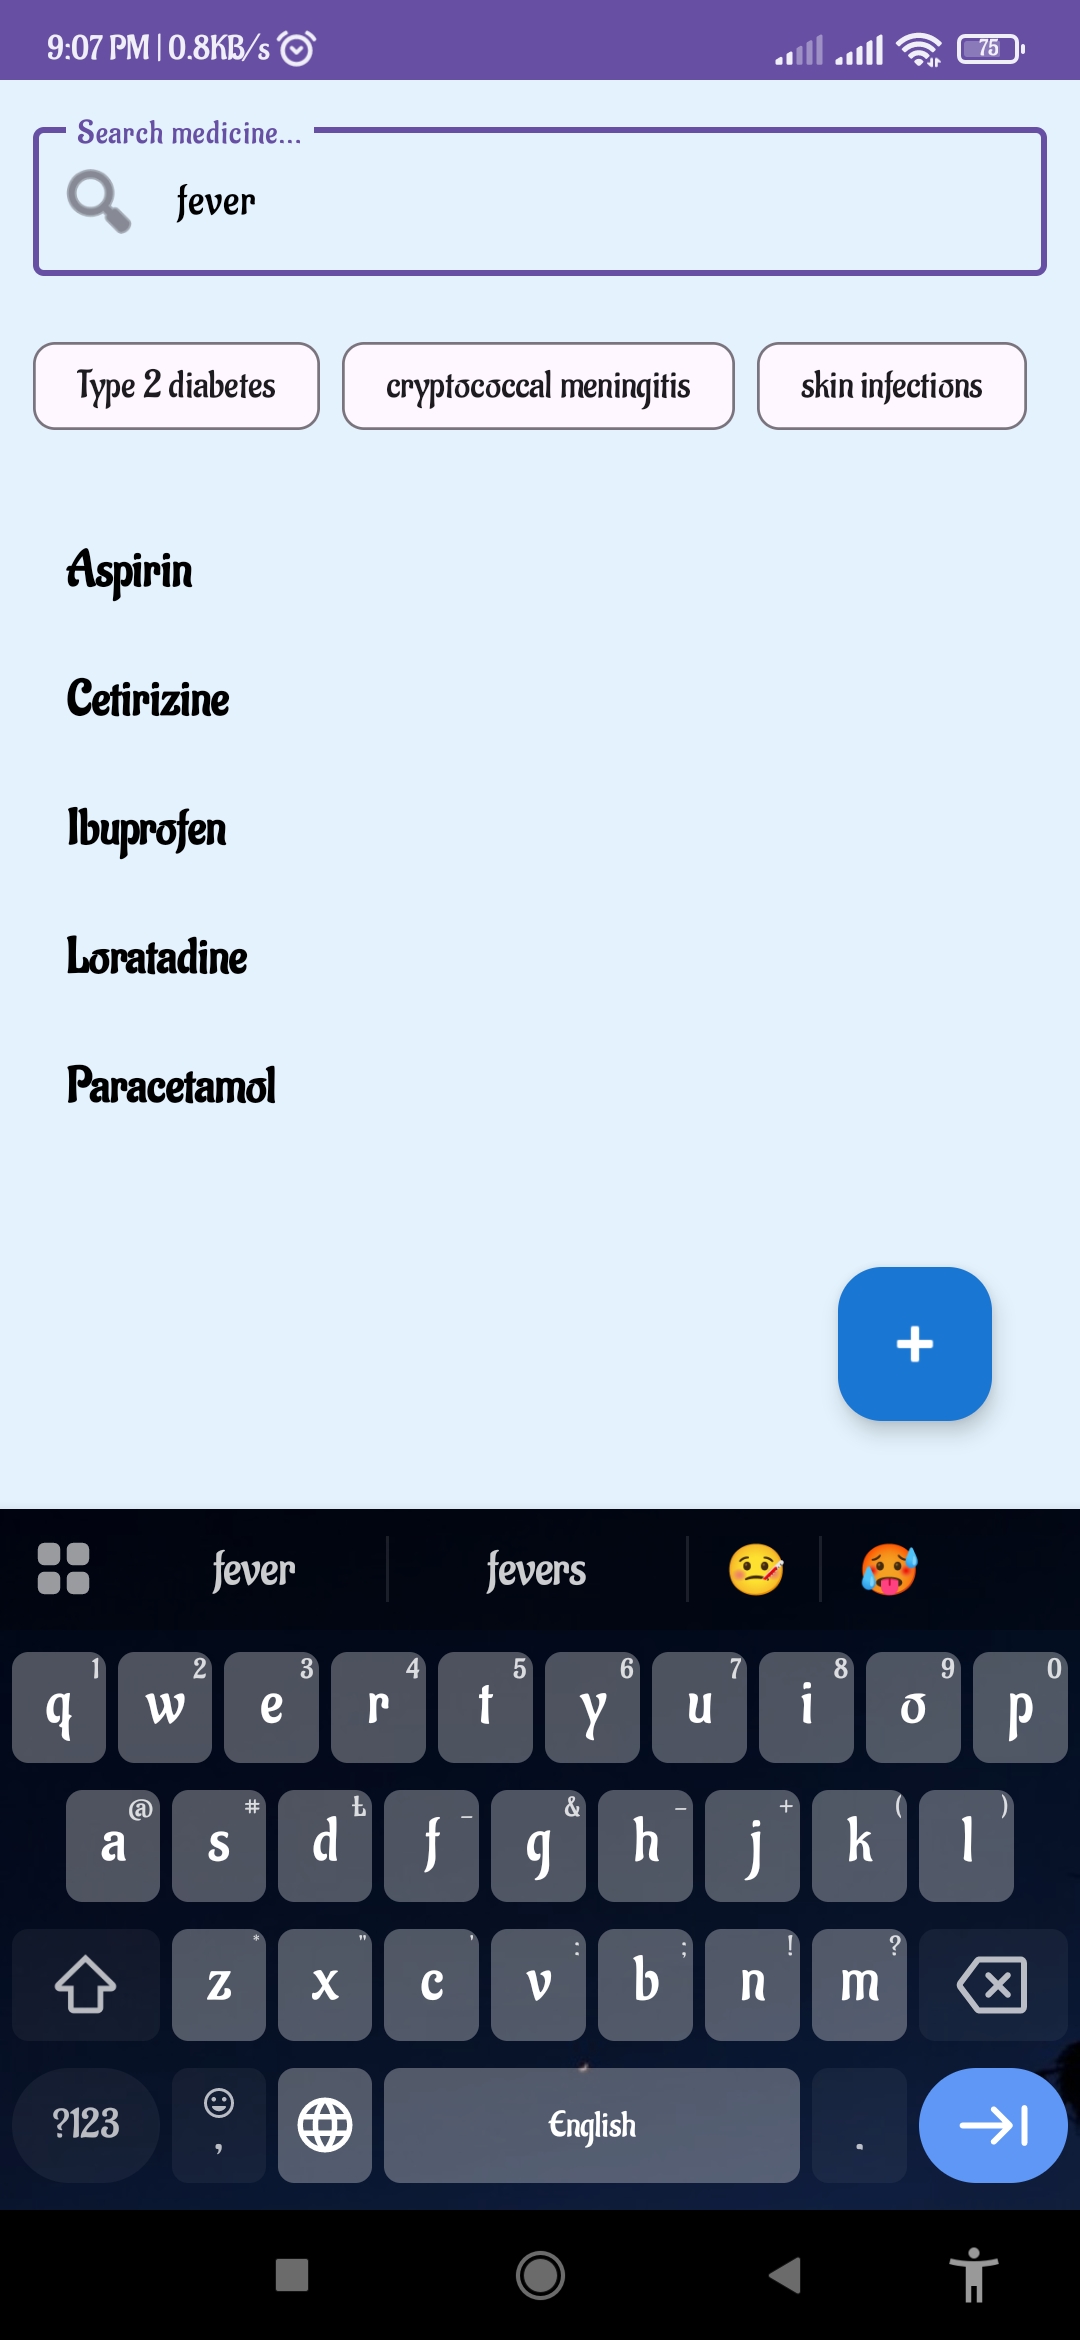 9:07 PM | 0.8KB/s
75
Search medicine...
fever
Type 2 diabetes
cryptococcal meningitis
skin infections
Aspirin
Cetirizine
Ibuprofen
Loratadine
Paracetamol
+
fever fevers
1 2 3 4 5 6 7 8 9 0
q w e r t y u i o p
@ # _ & - + ( )
a s d f g h j k l
* " ' : ; ! ?
z x c v b n m
?123 , English .